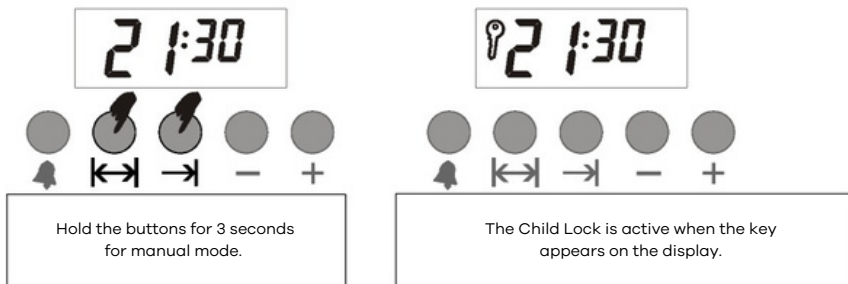 21:30
Hold the buttons for 3 seconds
for manual mode.
21:30
The Child Lock is active when the key
appears on the display.